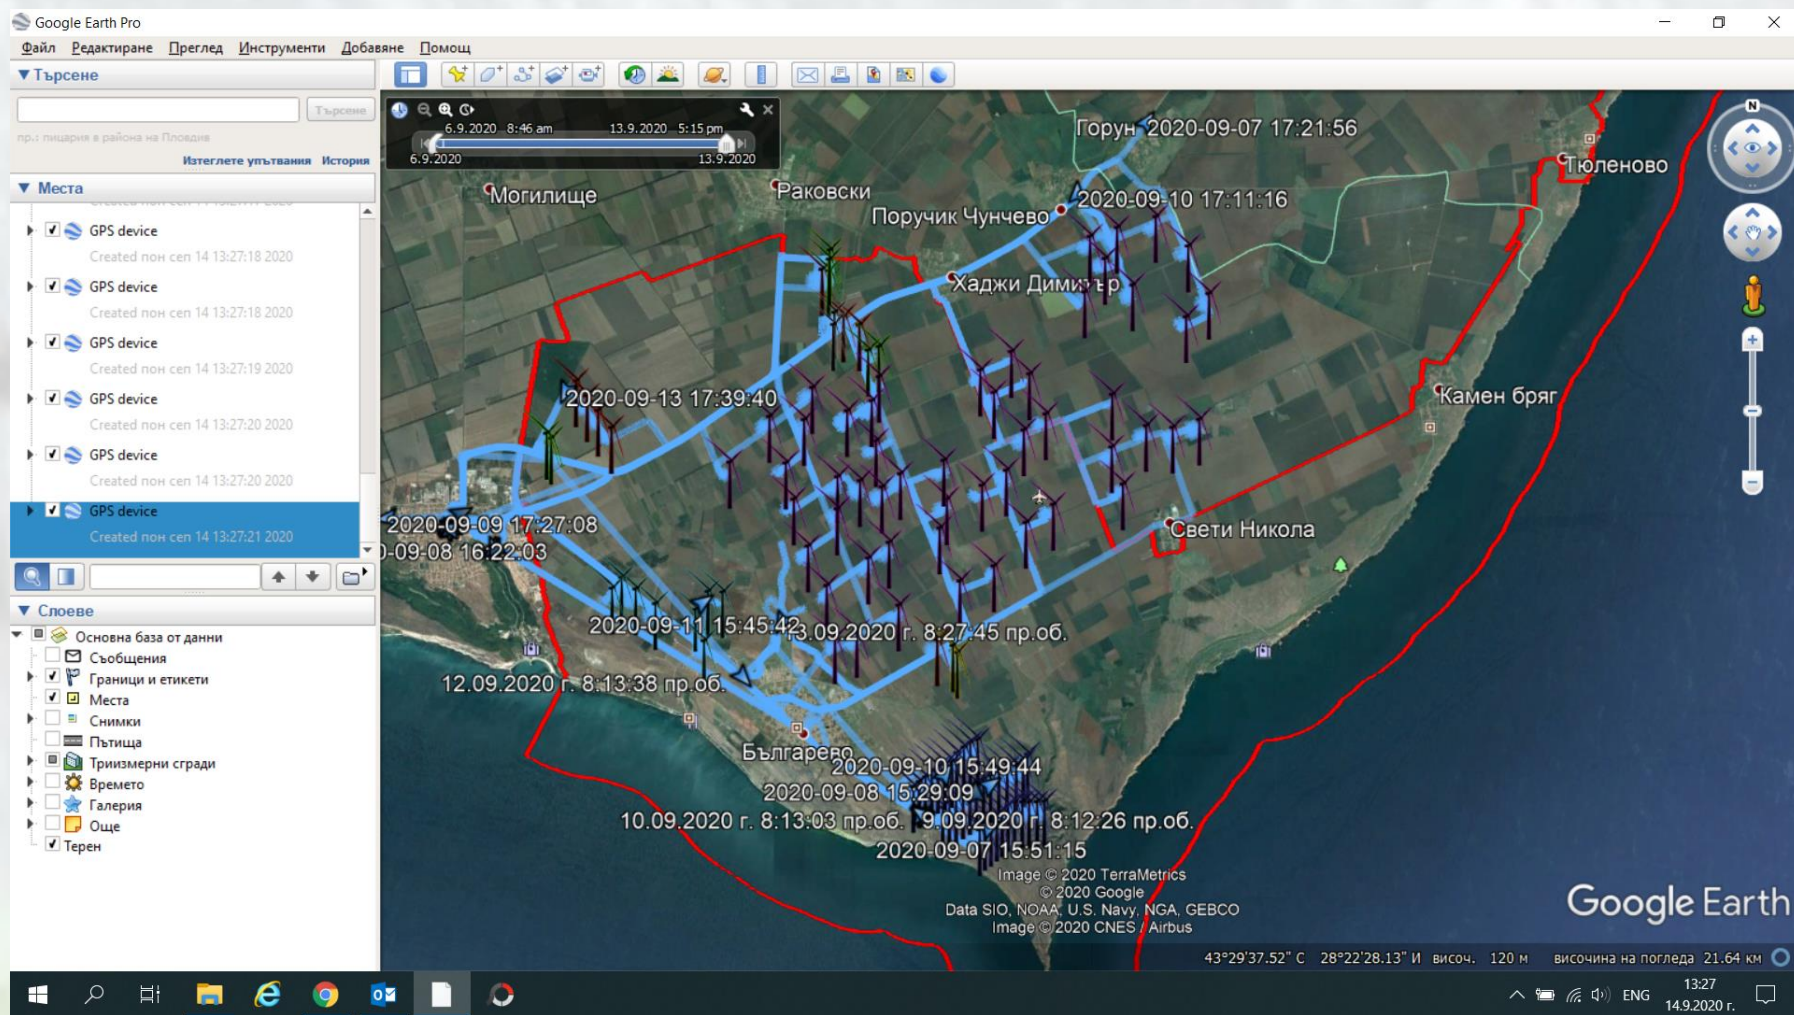 Google Earth Pro
Файл Редактиране Преглед Инструменти Добавяне Помощ
Търсене
Търсене
пр.: пицария в района на Пловдив
Изтеглете упътвания История
Места
GPS device
Created пон сеп 14 13:27:18 2020
GPS device
Created пон сеп 14 13:27:18 2020
GPS device
Created пон сеп 14 13:27:19 2020
GPS device
Created пон сеп 14 13:27:20 2020
GPS device
Created пон сеп 14 13:27:20 2020
GPS device
Created пон сеп 14 13:27:21 2020
Слоеве
Основна база от данни
Съобщения
Граници и етикети
Места
Снимки
Пътища
Триизмерни сгради
Времето
Галерия
Още
Терен
6.9.2020 8:46 am 13.9.2020 5:15 pm
6.9.2020 13.9.2020
N
Горун 2020-09-07 17:21:56
Тюленово
Могилище
Раковски
2020-09-10 17:11:16
Поручик Чунчево
Хаджи Димитър
2020-09-13 17:39:40
Камен бряг
2020-09-09 17:27:08
Свети Никола
0-09-08 16:22:03
2020-09-11 15:45:42
3.09.2020 г. 8:27:45 пр.об.
12.09.2020 г. 8:13:38 пр.об.
Българево
2020-09-10 15:49:44
2020-09-08 15:29:09
10.09.2020 г. 8:13:03 пр.об.
9.09.2020 г. 8:12:26 пр.об.
2020-09-07 15:51:15
Image © 2020 TerraMetrics
© 2020 Google
Data SIO, NOAA, U.S. Navy, NGA, GEBCO
Image © 2020 CNES / Airbus
Google Earth
43°29'37.52" С 28°22'28.13" И височ. 120 м височина на погледа 21.64 км
ENG
13:27
14.9.2020 г.